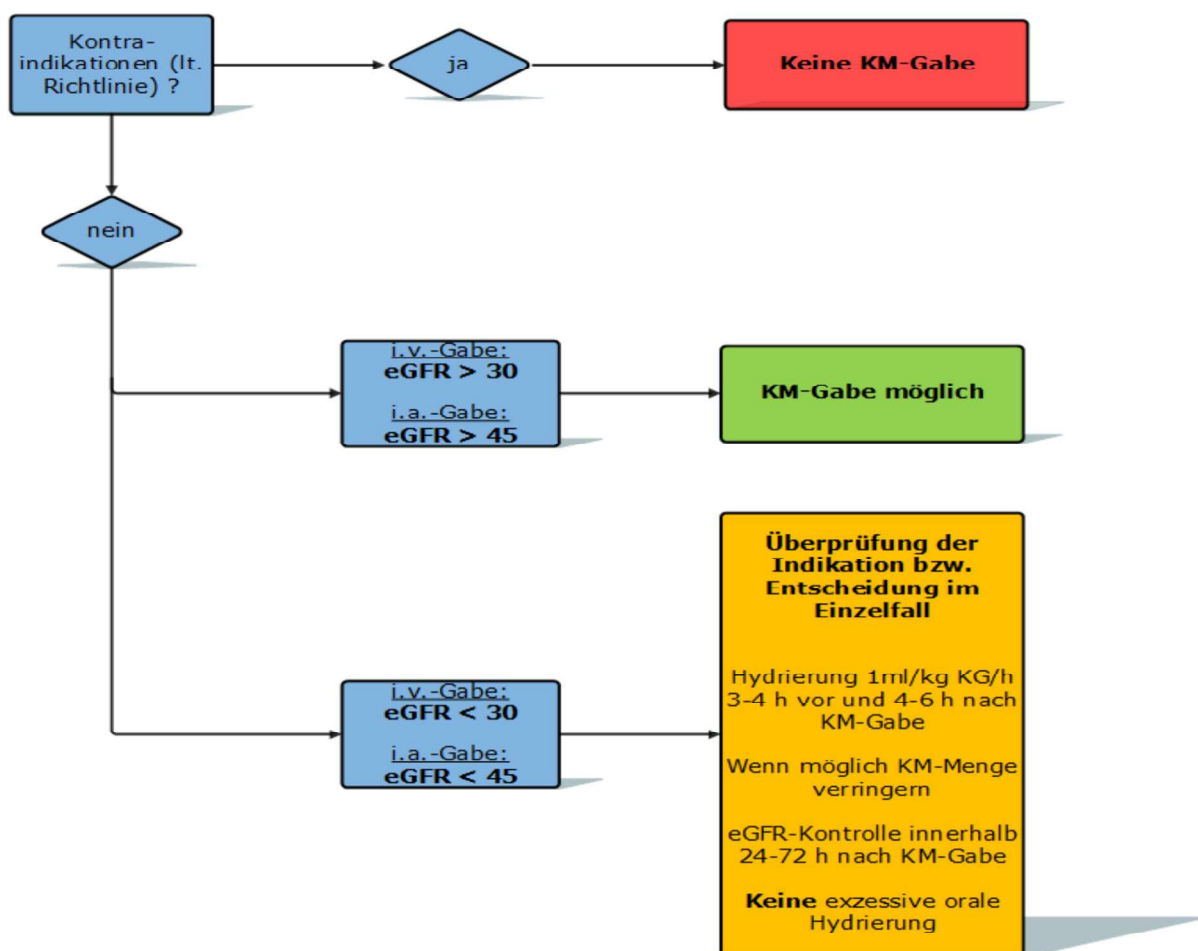 Kontra-
indikationen (lt.
Richtlinie) ?
ja
Keine KM-Gabe
nein
i.v.-Gabe:
eGFR > 30
i.a.-Gabe:
eGFR > 45
KM-Gabe möglich
i.v.-Gabe:
eGFR < 30
i.a.-Gabe:
eGFR < 45
Überprüfung der
Indikation bzw.
Entscheidung im
Einzelfall
Hydrierung 1ml/kg KG/h
3-4 h vor und 4-6 h nach
KM-Gabe
Wenn möglich KM-Menge
verringern
eGFR-Kontrolle innerhalb
24-72 h nach KM-Gabe
Keine exzessive orale
Hydrierung